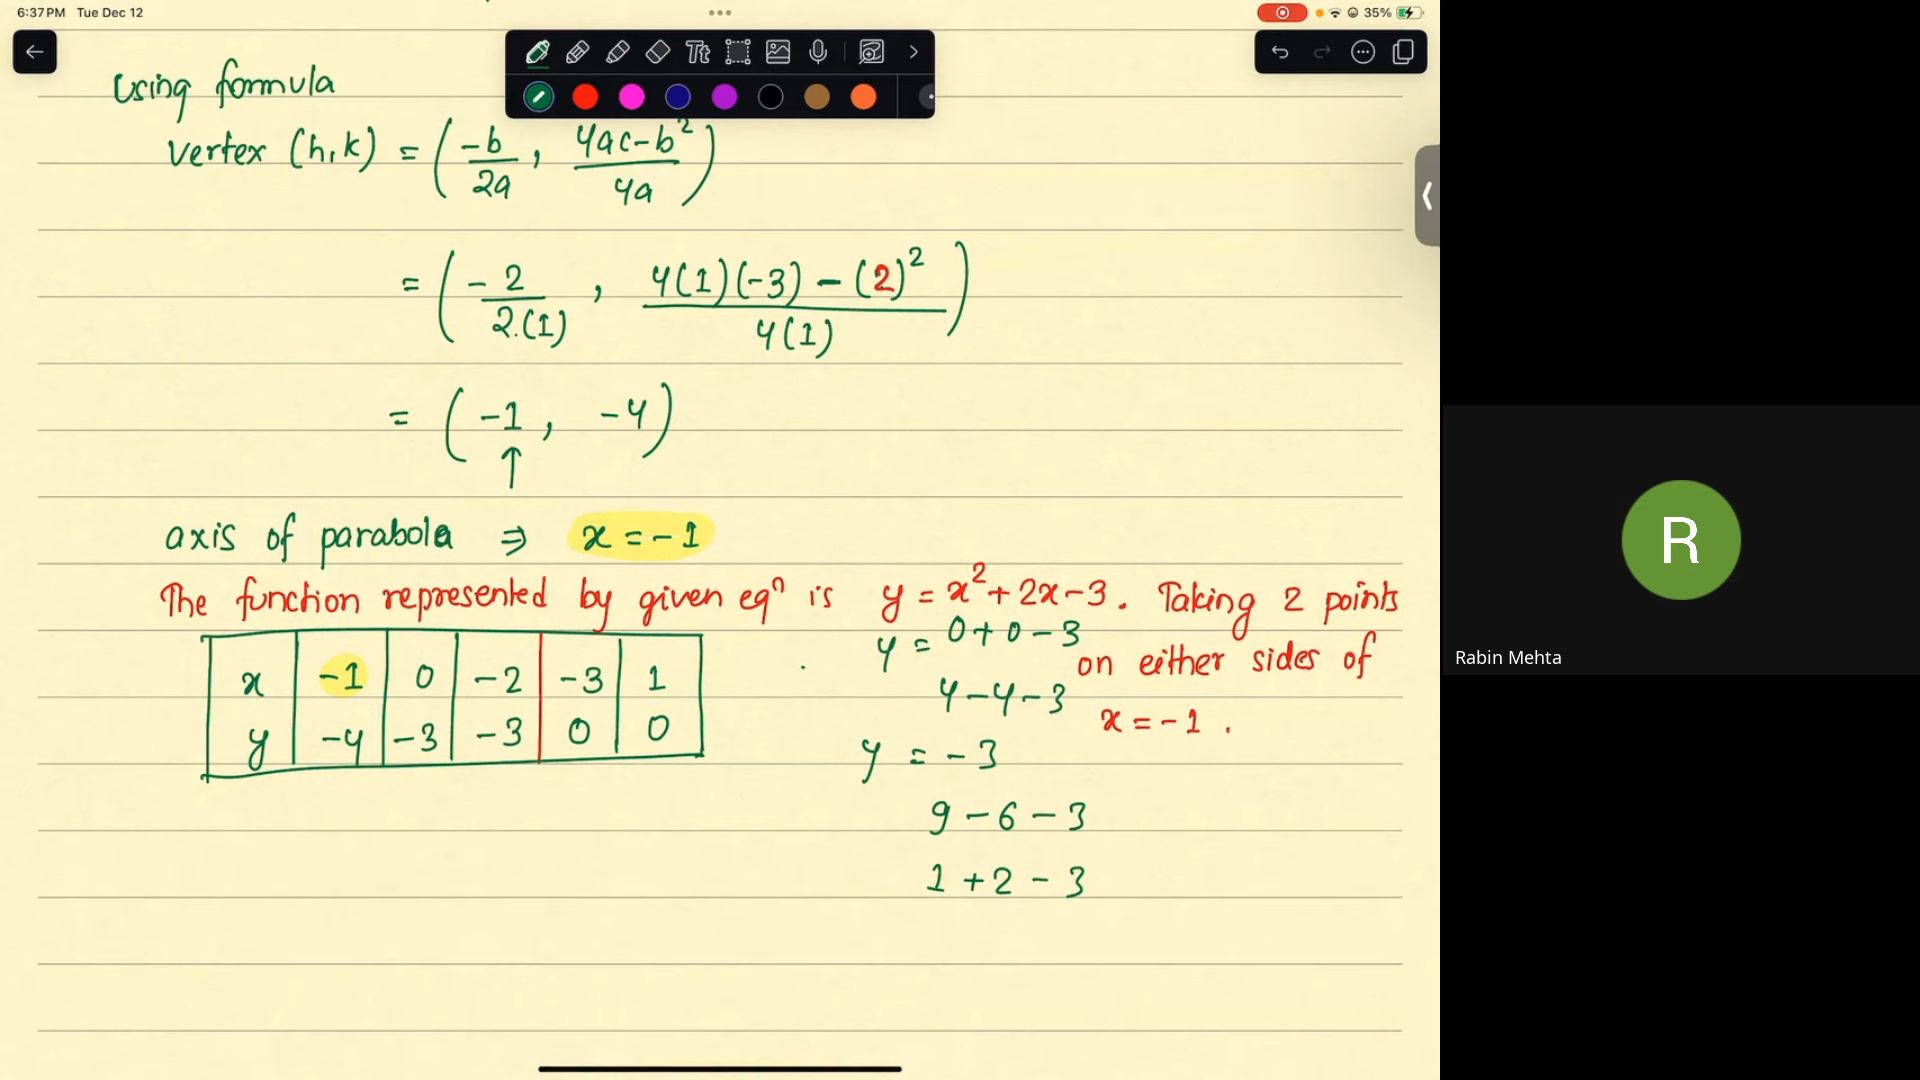 6:37 PM Tue Dec 12
35%
Tt
Using formula
vertex (h,k) = (-b/2a, 4ac-b²/4a)
= (-2/2.(1), 4(1)(-3) - (2)²/4(1))
= (-1, -4)
↑
axis of parabola ⇒ x = -1
The function represented by given eqⁿ is y = x² + 2x - 3. Taking 2 points
on either sides of
x = -1.
x -1 0 -2 -3 1
y -4 -3 -3 0 0
y = 0 + 0 - 3
4 - 4 - 3
y = -3
9 - 6 - 3
1 + 2 - 3
R
Rabin Mehta